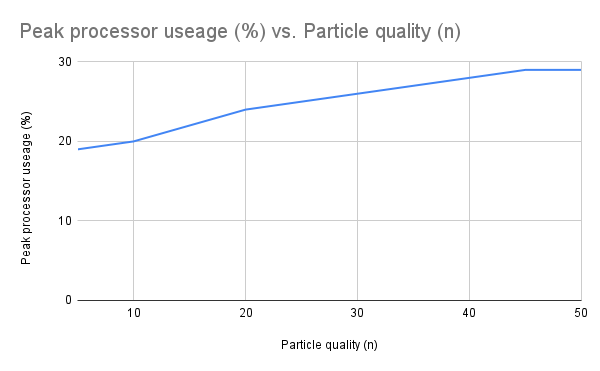 Peak processor useage (%) vs. Particle quality (n)
30
20
10
0
Peak processor useage (%)
10 20 30 40 50
Particle quality (n)